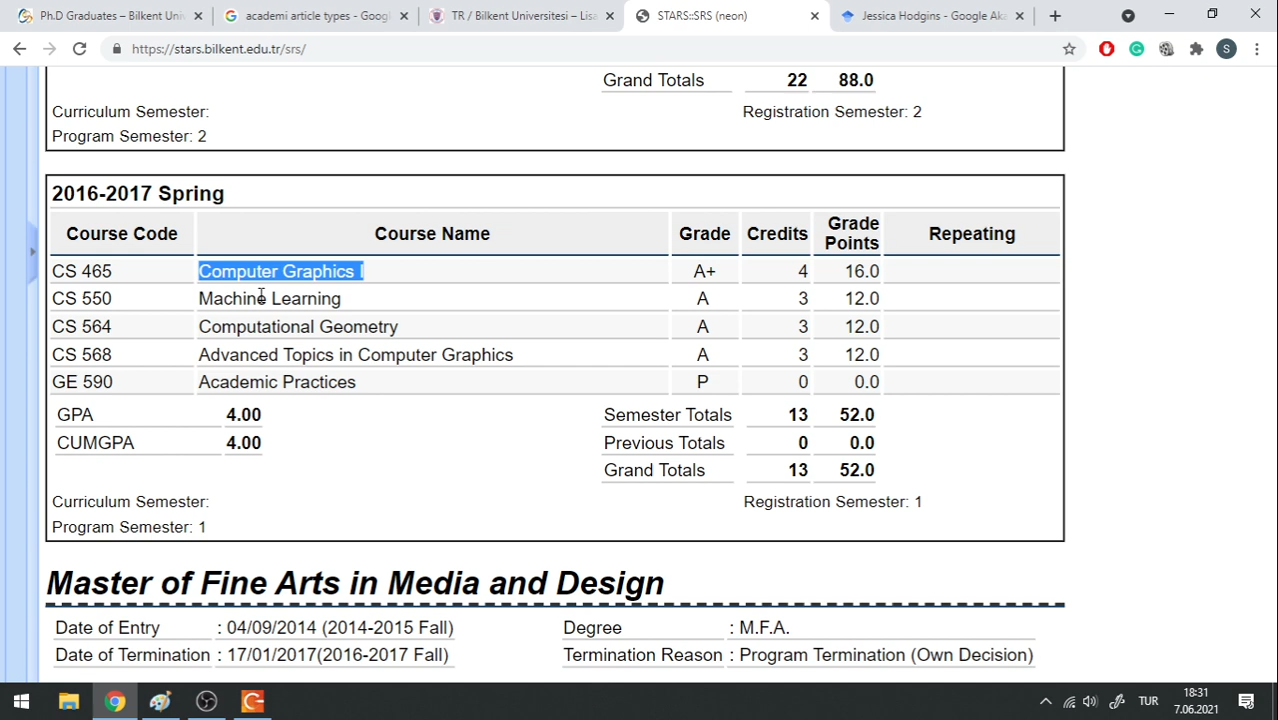 Ph.D Graduates – Bilkent Univ
academi article types - Goog
TR / Bilkent Universitesi – Lisa
STARS::SRS (neon)
Jessica Hodgins - Google Aka
https://stars.bilkent.edu.tr/srs/
S
Grand Totals 22 88.0
Curriculum Semester: Registration Semester: 2
Program Semester: 2
2016-2017 Spring
Course Code Course Name Grade Credits Grade Points Repeating
CS 465 Computer Graphics I A+ 4 16.0
CS 550 Machine Learning A 3 12.0
CS 564 Computational Geometry A 3 12.0
CS 568 Advanced Topics in Computer Graphics A 3 12.0
GE 590 Academic Practices P 0 0.0
GPA 4.00 Semester Totals 13 52.0
CUMGPA 4.00 Previous Totals 0 0.0
Grand Totals 13 52.0
Curriculum Semester: Registration Semester: 1
Program Semester: 1
Master of Fine Arts in Media and Design
Date of Entry : 04/09/2014 (2014-2015 Fall) Degree : M.F.A.
Date of Termination : 17/01/2017(2016-2017 Fall) Termination Reason : Program Termination (Own Decision)
TUR 18:31
7.06.2021